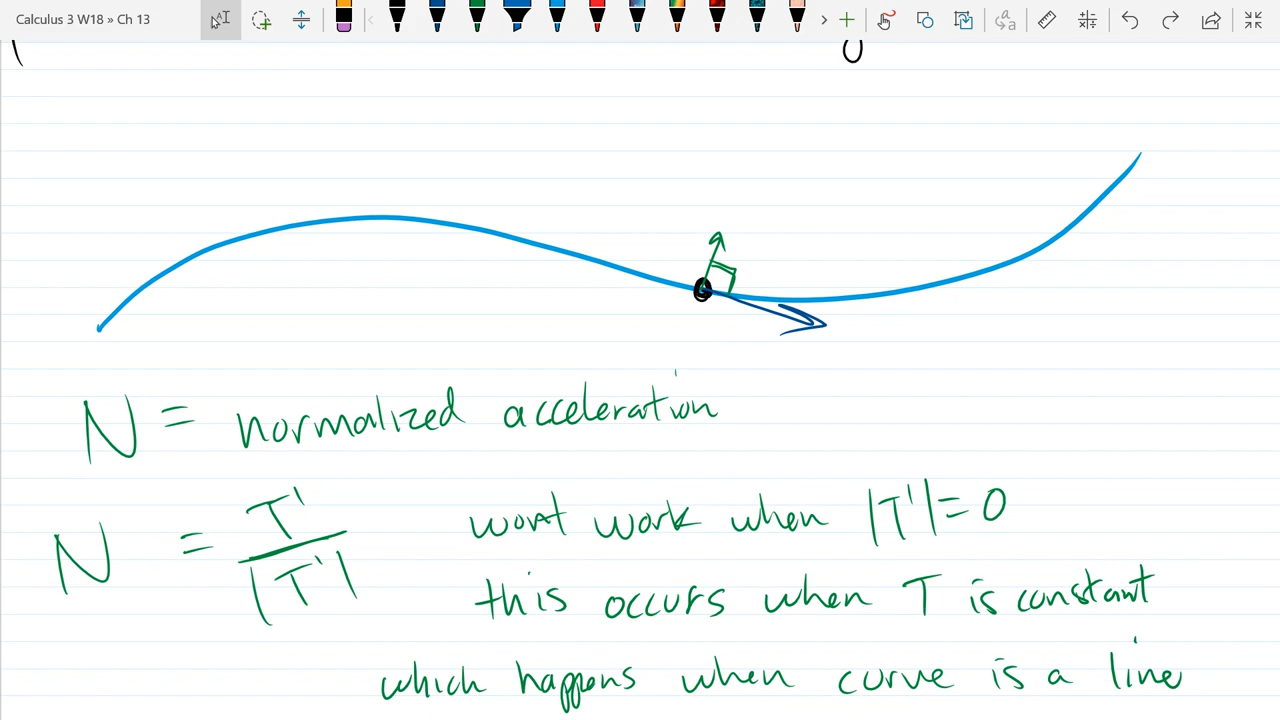 Calculus 3 W18 » Ch 13
N = normalized acceleration
N = T' / |T'| wont work when |T'| = 0
this occurs when T is constant
which happens when curve is a line